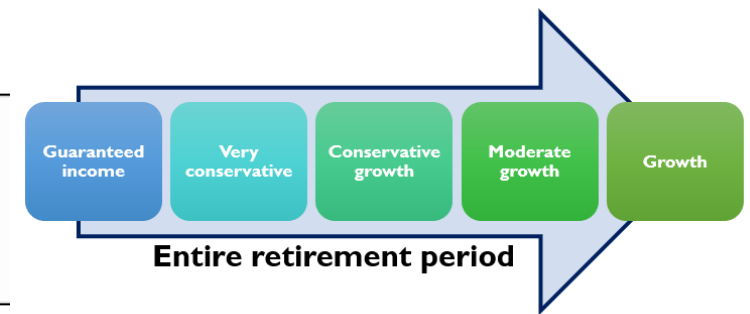 Guaranteed
income
Very
conservative
Conservative
growth
Moderate
growth
Growth
Entire retirement period